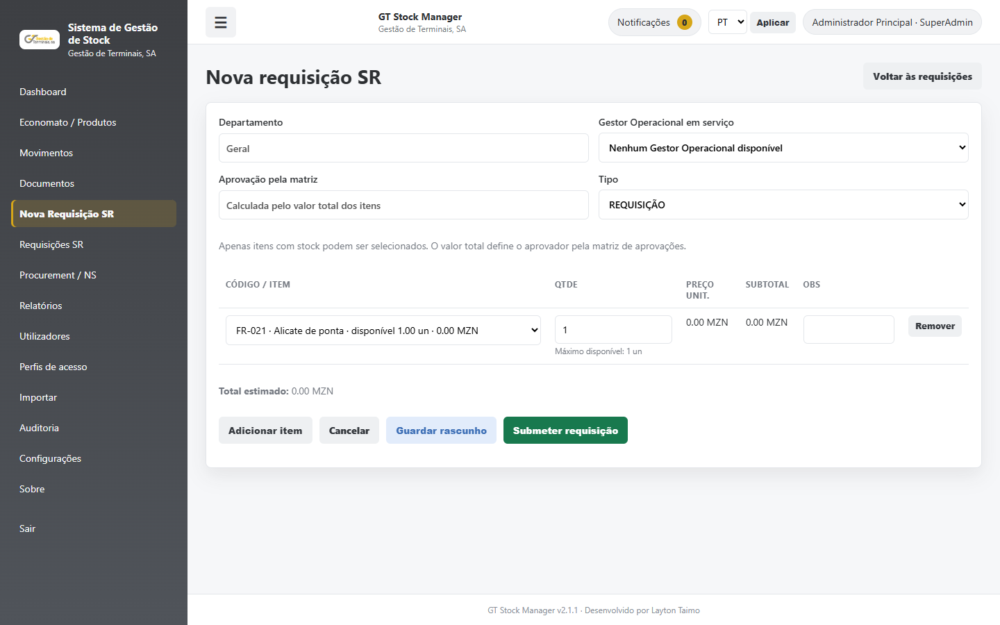 Sistema de Gestão
de Stock
Gestão de Terminais, SA
Dashboard
Economato / Produtos
Movimentos
Documentos
Nova Requisição SR
Requisições SR
Procurement / NS
Relatórios
Utilizadores
Perfis de acesso
Importar
Auditoria
Configurações
Sobre
Sair
GT Stock Manager
Gestão de Terminais, SA
Notificações 0
PT
Aplicar
Administrador Principal · SuperAdmin
Nova requisição SR
Voltar às requisições
Departamento
Geral
Gestor Operacional em serviço
Nenhum Gestor Operacional disponível
Aprovação pela matriz
Calculada pelo valor total dos itens
Tipo
REQUISIÇÃO
Apenas itens com stock podem ser selecionados. O valor total define o aprovador pela matriz de aprovações.
CÓDIGO / ITEM
QTDE
PREÇO
UNIT.
SUBTOTAL
OBS
FR-021 · Alicate de ponta · disponível 1.00 un · 0.00 MZN
1
Máximo disponível: 1 un
0.00 MZN
0.00 MZN
Remover
Total estimado: 0.00 MZN
Adicionar item
Cancelar
Guardar rascunho
Submeter requisição
GT Stock Manager v2.1.1 · Desenvolvido por Layton Taimo